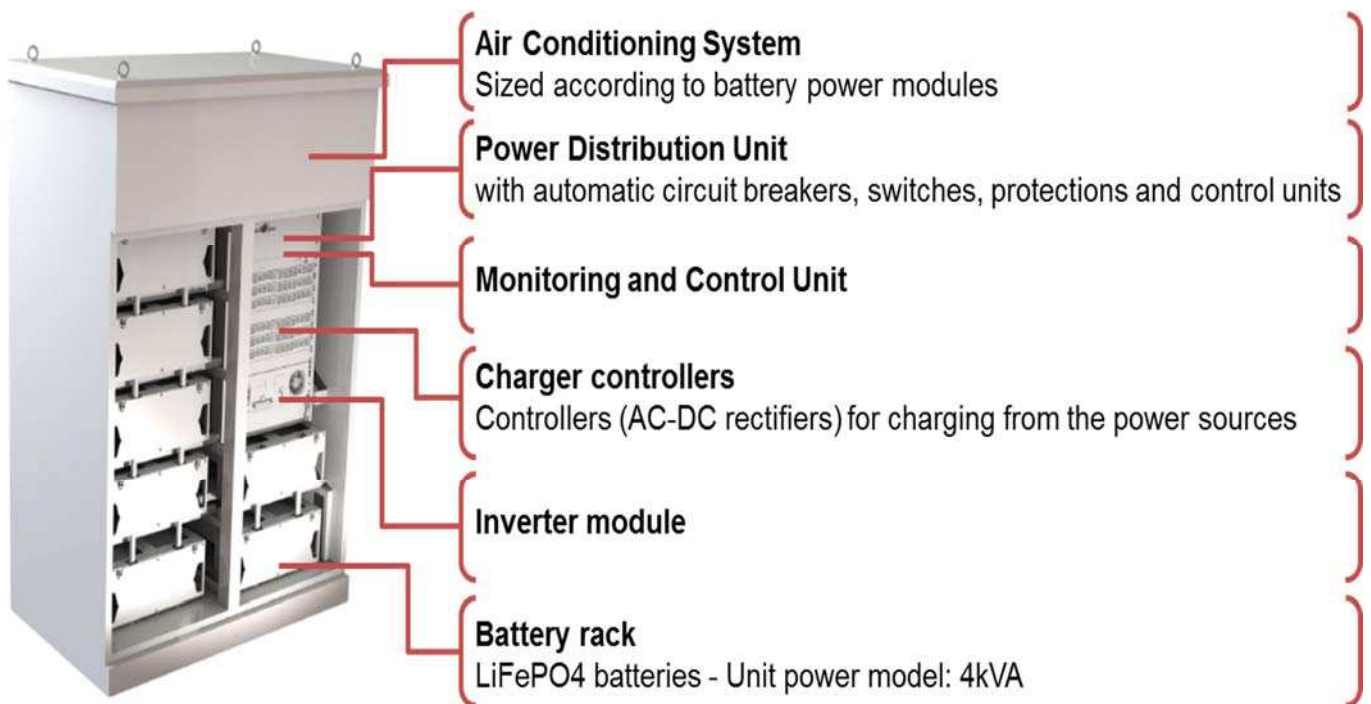 Air Conditioning System
Sized according to battery power modules
Power Distribution Unit
with automatic circuit breakers, switches, protections and control units
Monitoring and Control Unit
Charger controllers
Controllers (AC-DC rectifiers) for charging from the power sources
Inverter module
Battery rack
LiFePO4 batteries - Unit power model: 4kVA